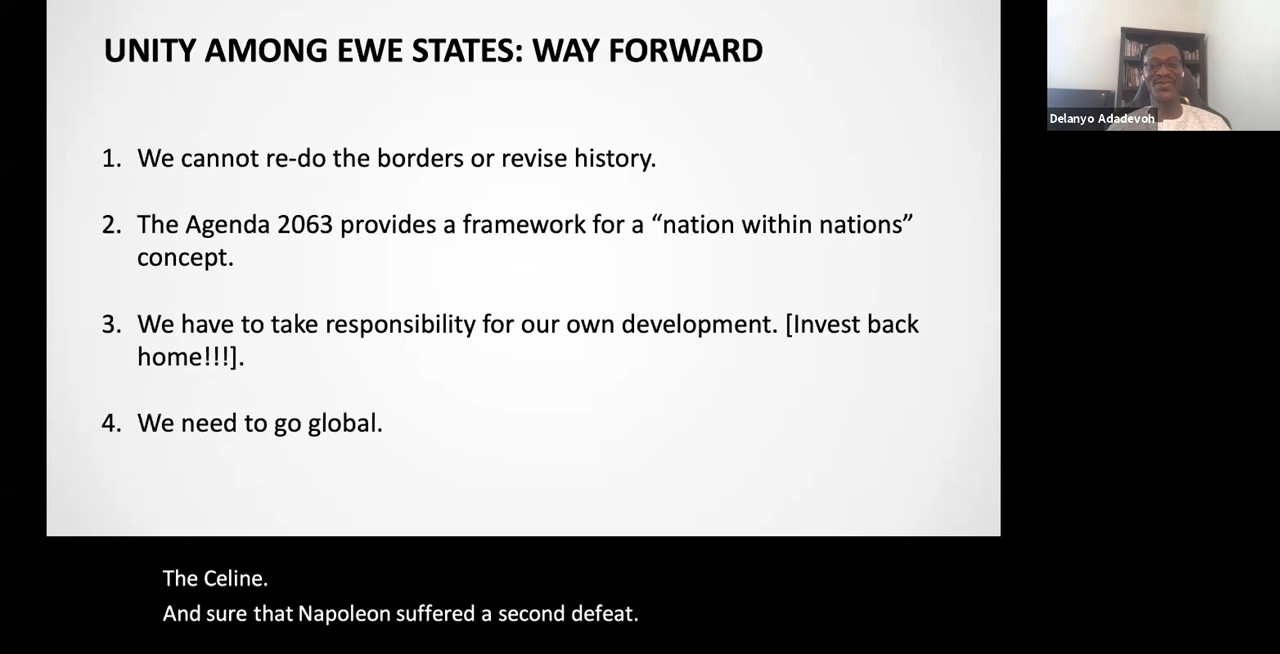 UNITY AMONG EWE STATES: WAY FORWARD
1. We cannot re-do the borders or revise history.
2. The Agenda 2063 provides a framework for a “nation within nations”
concept.
3. We have to take responsibility for our own development. [Invest back
home!!!].
4. We need to go global.
Delanyo Adadevoh
The Celine.
And sure that Napoleon suffered a second defeat.